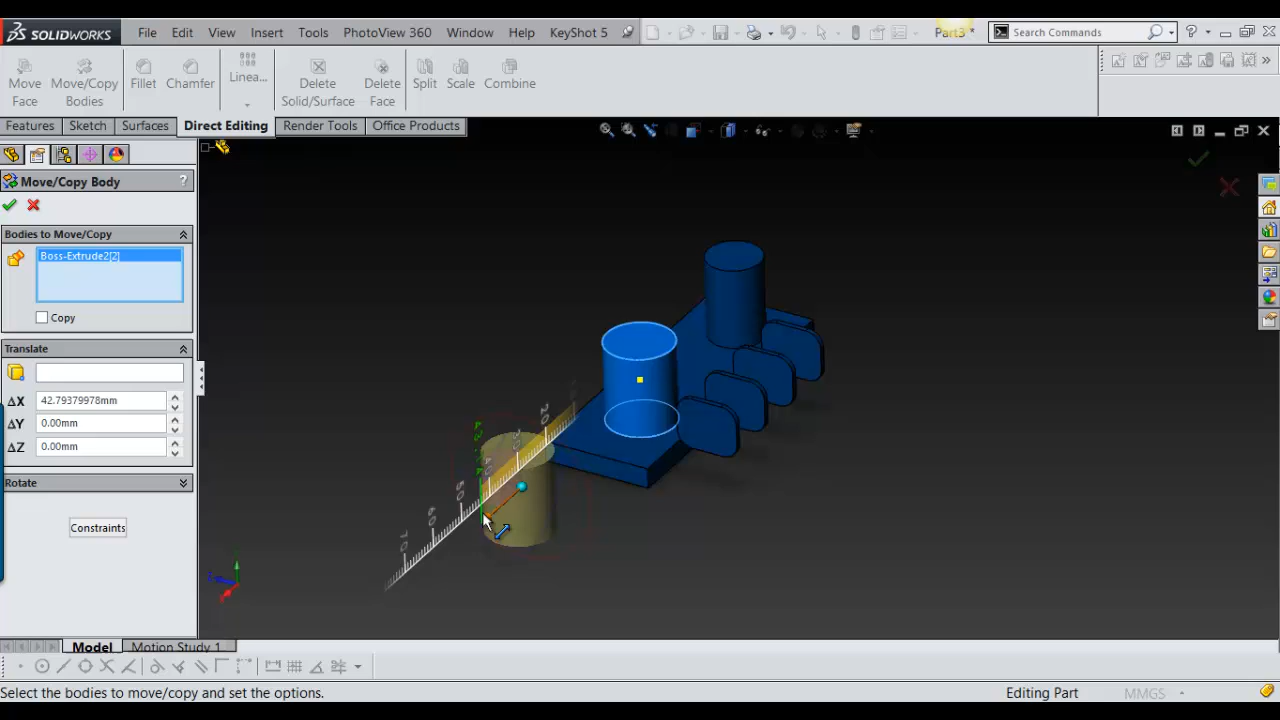 SOLIDWORKS File Edit View Insert Tools PhotoView 360 Window Help KeyShot 5 Part3 * Search Commands ?
Move Face Move/Copy Bodies Fillet Chamfer Linea... Delete Solid/Surface Delete Face Split Scale Combine
Features Sketch Surfaces Direct Editing Render Tools Office Products
Move/Copy Body ?
Bodies to Move/Copy
Boss-Extrude2[2]
Copy
Translate
ΔX 42.79379978mm
ΔY 0.00mm
ΔZ 0.00mm
Rotate
Constraints
20
50
60
70
Model Motion Study 1
Select the bodies to move/copy and set the options. Editing Part MMGS